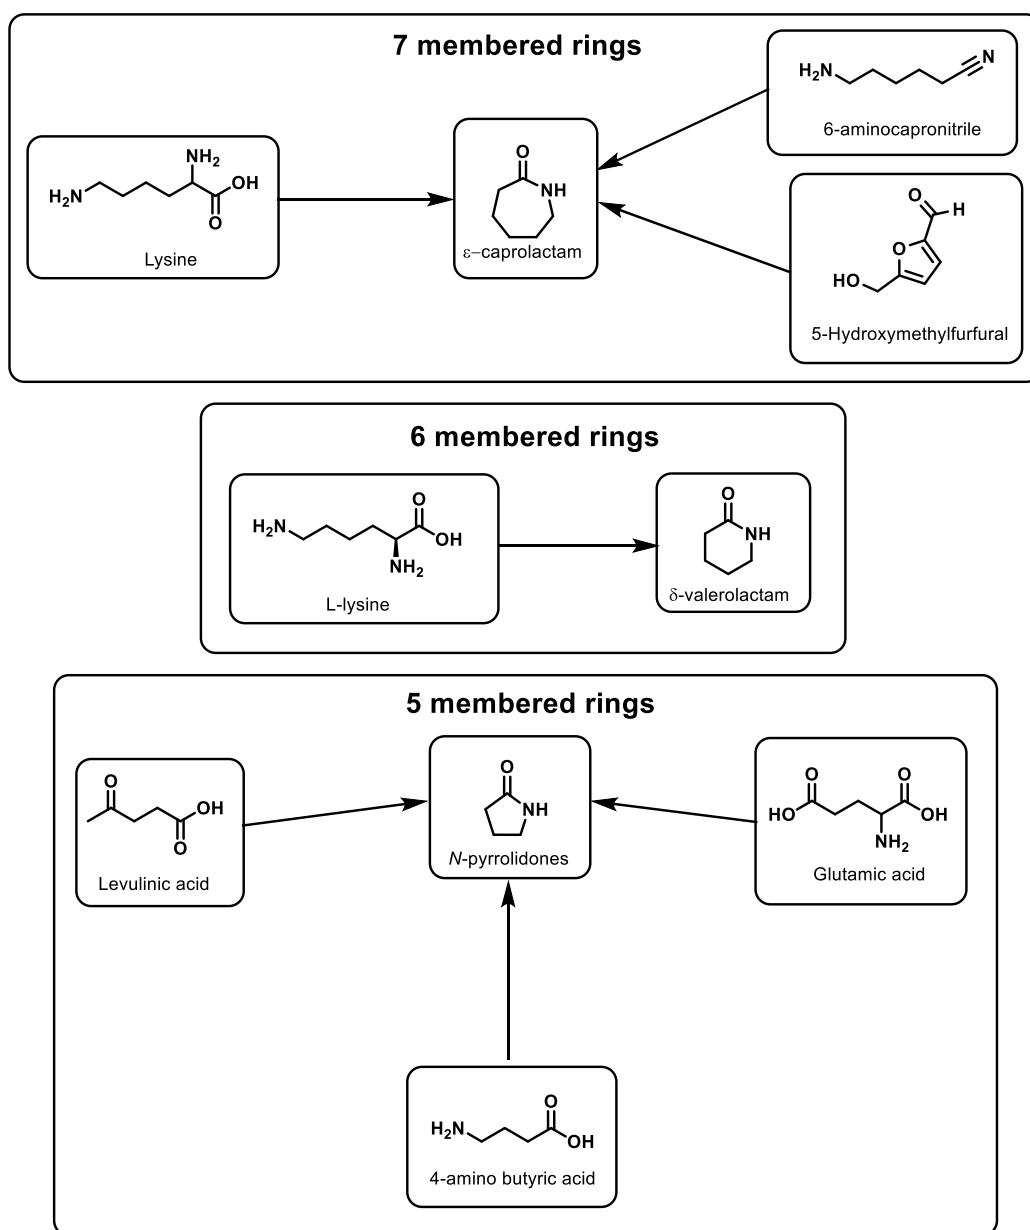 7 membered rings
H₂N
N
6-aminocapronitrile
NH₂
H₂N
OH
O
Lysine
O
NH
ε−caprolactam
O
H
O
HO
5-Hydroxymethylfurfural
6 membered rings
H₂N
O
OH
NH₂
L-lysine
O
NH
δ-valerolactam
5 membered rings
O
OH
O
Levulinic acid
O
NH
N-pyrrolidones
O
O
HO
OH
NH₂
Glutamic acid
H₂N
O
OH
4-amino butyric acid